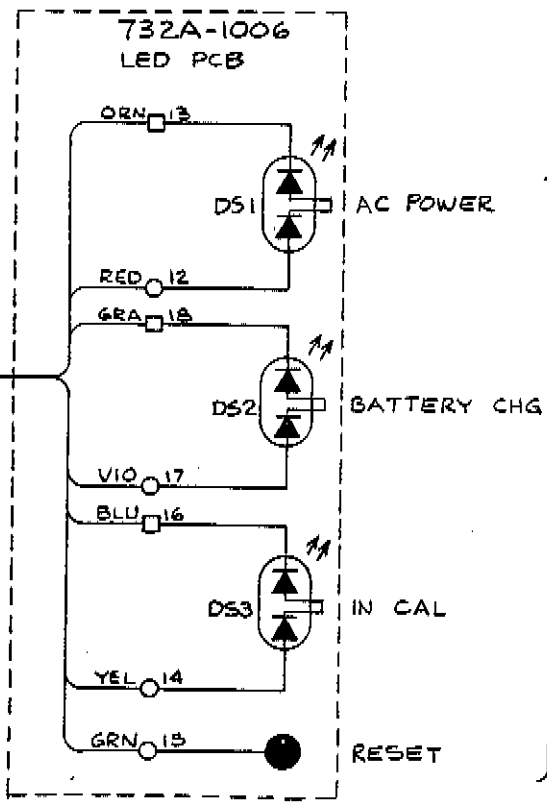 732A-1006
LED PCB
ORN 13
DS1 AC POWER
RED 12
GRA 18
DS2 BATTERY CHG
VIO 17
BLU 16
DS3 IN CAL
YEL 14
GRN 15 RESET